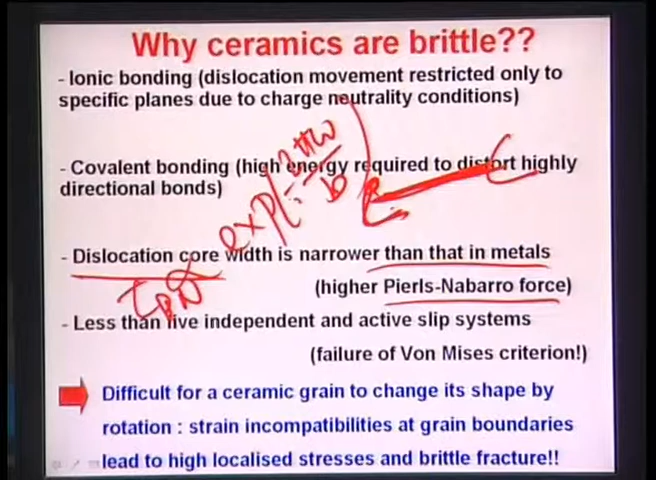 Why ceramics are brittle??
- Ionic bonding (dislocation movement restricted only to
specific planes due to charge neutrality conditions)
- Covalent bonding (high energy required to distort highly
directional bonds)
- Dislocation core width is narrower than that in metals
(higher Pierls-Nabarro force)
- Less than five independent and active slip systems
(failure of Von Mises criterion!)
Difficult for a ceramic grain to change its shape by
rotation : strain incompatibilities at grain boundaries
lead to high localised stresses and brittle fracture!!
τPN ∝ exp(-2πw/b)